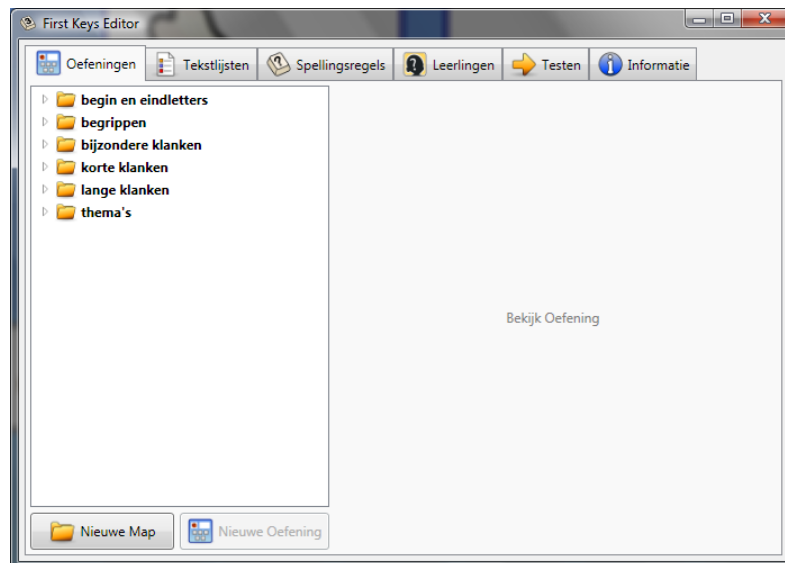 First Keys Editor
Oefeningen Tekstlijsten Spellingsregels Leerlingen Testen Informatie
begin en eindletters
begrippen
bijzondere klanken
korte klanken
lange klanken
thema's
Bekijk Oefening
Nieuwe Map Nieuwe Oefening